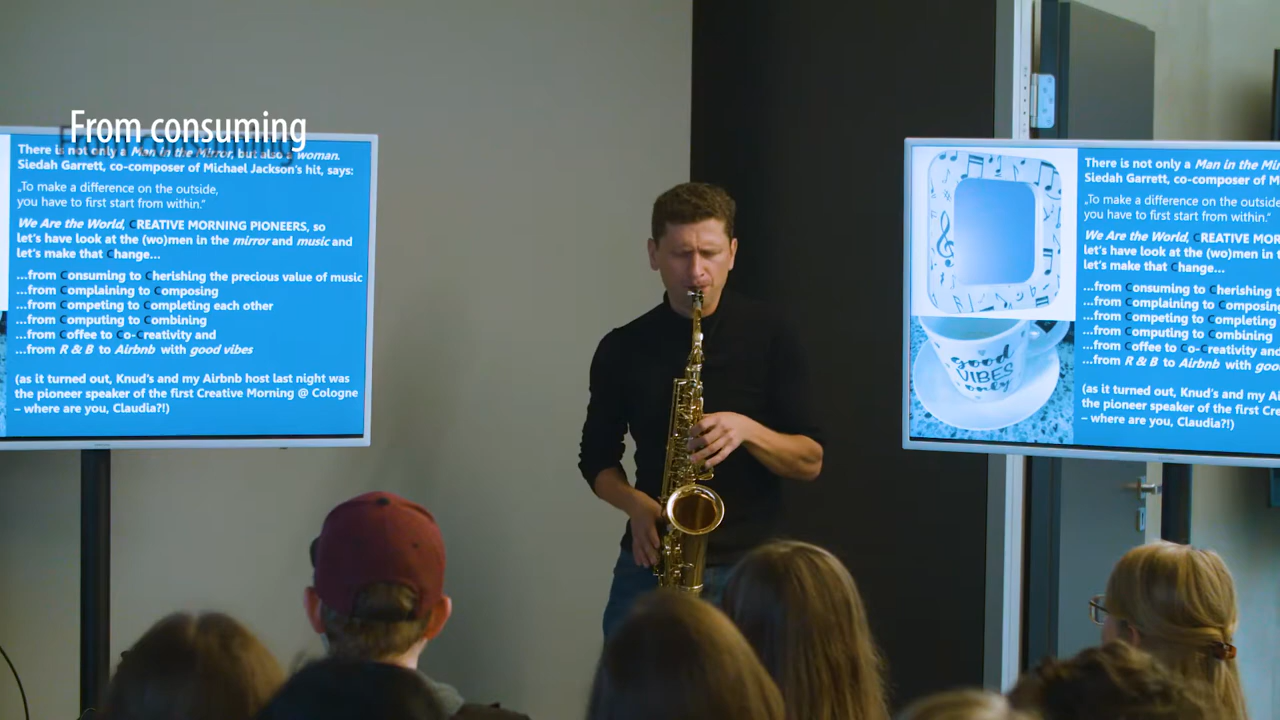 From consuming
There is not only a Man in the Mirror, but also a woman.
Siedah Garrett, co-composer of Michael Jackson's hit, says:
„To make a difference on the outside,
you have to first start from within."
We Are the World, CREATIVE MORNING PIONEERS, so
let's have look at the (wo)men in the mirror and music and
let's make that Change...
...from Consuming to Cherishing the precious value of music
...from Complaining to Composing
...from Competing to Completing each other
...from Computing to Combining
...from Coffee to Co-Creativity and
...from R & B to Airbnb with good vibes
(as it turned out, Knud's and my Airbnb host last night was
the pioneer speaker of the first Creative Morning @ Cologne
– where are you, Claudia?!)
good
VIBES
only
There is not only a Man in the Mir
Siedah Garrett, co-composer of M
„To make a difference on the outside
you have to first start from within."
We Are the World, CREATIVE MOR
let's have look at the (wo)men in t
let's make that Change...
...from Consuming to Cherishing t
...from Complaining to Composing
...from Competing to Completing
...from Computing to Combining
...from Coffee to Co-Creativity and
...from R & B to Airbnb with goo
(as it turned out, Knud's and my Ai
the pioneer speaker of the first Cre
– where are you, Claudia?!)